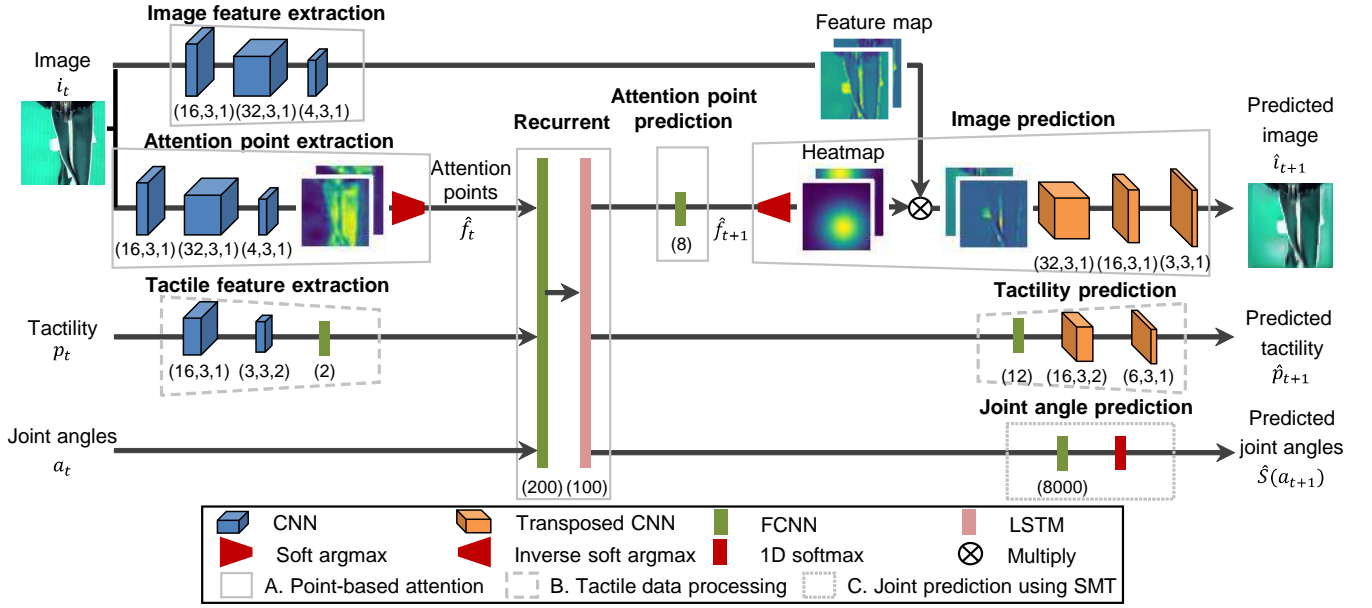 Image feature extraction
Feature map
Image
i_t
(16,3,1) (32,3,1) (4,3,1)
Attention point extraction
Recurrent
Attention point
prediction
Image prediction
Predicted
image
î_{t+1}
Attention
points
f̂_t
Heatmap
(8)
f̂_{t+1}
(16,3,1) (32,3,1) (4,3,1)
(32,3,1) (16,3,1) (3,3,1)
Tactile feature extraction
Tactility prediction
Tactility
p_t
Predicted
tactility
p̂_{t+1}
(16,3,1) (3,3,2) (2)
(12) (16,3,2) (6,3,1)
Joint angle prediction
Joint angles
a_t
Predicted
joint angles
Ŝ(a_{t+1})
(200) (100)
(8000)
CNN Transposed CNN FCNN LSTM
Soft argmax Inverse soft argmax 1D softmax Multiply
A. Point-based attention B. Tactile data processing C. Joint prediction using SMT